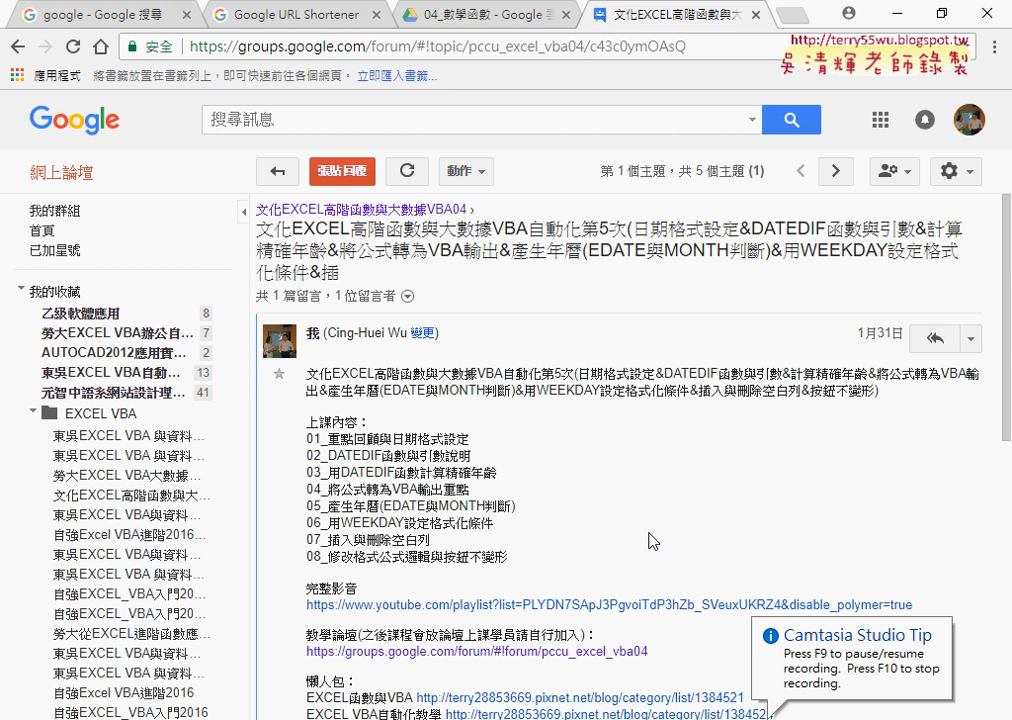 google - Google 搜尋
Google URL Shortener
04_數學函數 - Google 雲
文化EXCEL高階函數與大
安全
https://groups.google.com/forum/#!topic/pccu_excel_vba04/c43c0ymOAsQ
http://terry55wu.blogspot.tw
吳清輝老師錄製
應用程式
將書籤放置在書籤列上，即可快速前往各個網頁。
立即匯入書籤...
Google
搜尋訊息
網上論壇
張貼回覆
動作
第 1 個主題，共 5 個主題 (1)
我的群組
首頁
已加星號
我的收藏
乙級軟體應用 8
勞大EXCEL VBA辦公自... 7
AUTOCAD2012應用實... 2
東吳EXCEL VBA自動... 13
元智中語系網站設計理... 41
EXCEL VBA
東吳EXCEL VBA 與資料...
東吳EXCEL VBA 與資料...
勞大EXCEL VBA大數據...
文化EXCEL高階函數與大...
東吳EXCEL VBA與資料...
自強Excel VBA進階2016...
東吳EXCEL VBA與資料...
東吳EXCEL VBA與資料...
自強EXCEL_VBA入門20...
自強EXCEL_VBA入門20...
勞大從EXCEL進階函數應...
東吳EXCEL VBA與資料...
東吳EXCEL VBA與資料...
自強Excel VBA進階2016
自強EXCEL_VBA入門2016
文化EXCEL高階函數與大數據VBA04 ›
文化EXCEL高階函數與大數據VBA自動化第5次(日期格式設定&DATEDIF函數與引數&計算
精確年齡&將公式轉為VBA輸出&產生年曆(EDATE與MONTH判斷)&用WEEKDAY設定格式
化條件&插
共 1 篇留言，1 位留言者
我 (Cing-Huei Wu 變更)
1月31日
文化EXCEL高階函數與大數據VBA自動化第5次(日期格式設定&DATEDIF函數與引數&計算精確年齡&將公式轉為VBA輸
出&產生年曆(EDATE與MONTH判斷)&用WEEKDAY設定格式化條件&插入與刪除空白列&按鈕不變形)
上課內容：
01_重點回顧與日期格式設定
02_DATEDIF函數與引數說明
03_用DATEDIF函數計算精確年齡
04_將公式轉為VBA輸出重點
05_產生年曆(EDATE與MONTH判斷)
06_用WEEKDAY設定格式化條件
07_插入與刪除空白列
08_修改格式公式邏輯與按鈕不變形
完整影音
https://www.youtube.com/playlist?list=PLYDN7SApJ3PgvoiTdP3hZb_SVeuxUKRZ4&disable_polymer=true
教學論壇(之後課程會放論壇上課學員請自行加入)：
https://groups.google.com/forum/#!forum/pccu_excel_vba04
懶人包：
EXCEL函數與VBA http://terry28853669.pixnet.net/blog/category/list/1384521
EXCEL VBA自動化教學 http://terry28853669.pixnet.net/blog/category/list/1384524
Camtasia Studio Tip
Press F9 to pause/resume
recording. Press F10 to stop
recording.